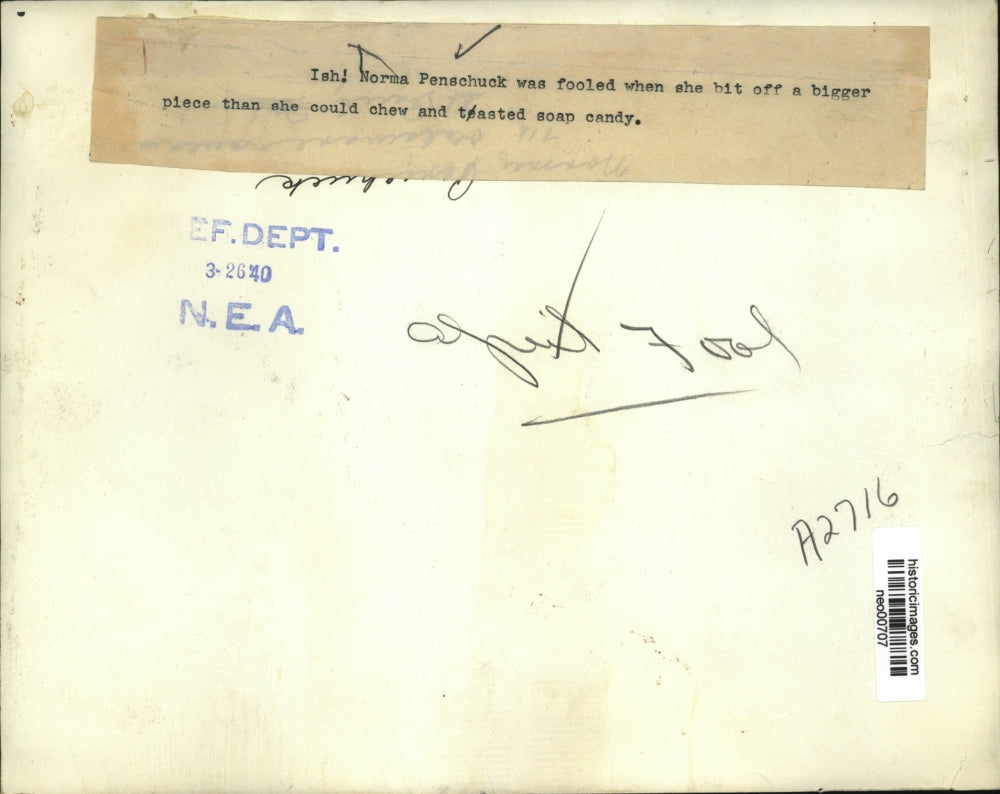 Ish! Norma Penschuck was fooled when she bit off a bigger
piece than she could chew and tasted soap candy.
EF. DEPT.
3-26'40
N.E.A.
April Fool
A2716
historicimages.com
neo00707